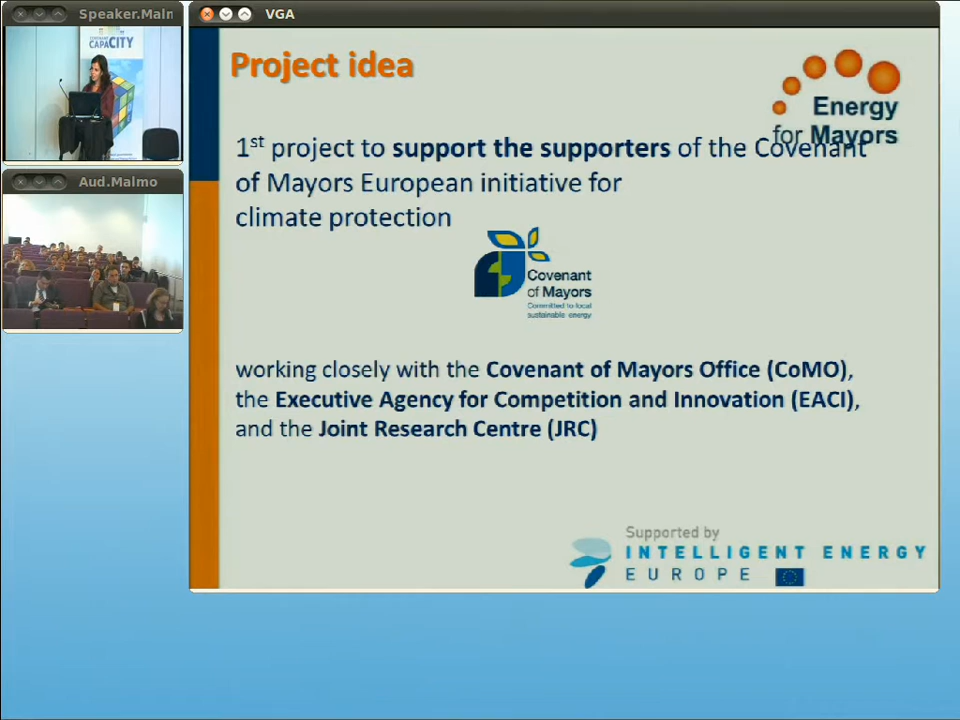 Speaker.Malm
VGA
CAPACITY
Aud.Malmo
Project idea
Energy
for Mayors
1st project to support the supporters of the Covenant
of Mayors European initiative for
climate protection
Covenant
of Mayors
Committed to local
sustainable energy
working closely with the Covenant of Mayors Office (CoMO),
the Executive Agency for Competition and Innovation (EACI),
and the Joint Research Centre (JRC)
Supported by
INTELLIGENT ENERGY
EUROPE